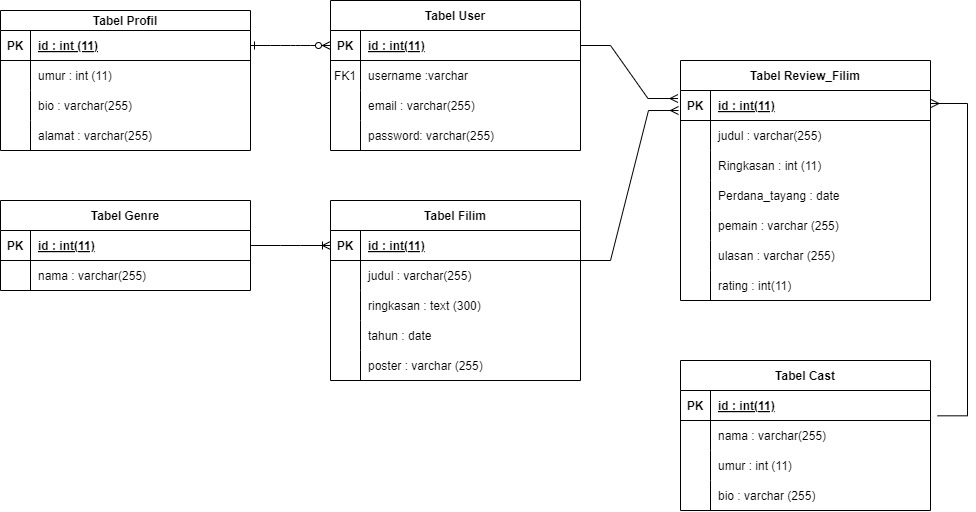 Tabel Profil
PK id : int (11)
umur : int (11)
bio : varchar(255)
alamat : varchar(255)
Tabel User
PK id : int(11)
FK1 username :varchar
email : varchar(255)
password: varchar(255)
Tabel Review_Filim
PK id : int(11)
judul : varchar(255)
Ringkasan : int (11)
Perdana_tayang : date
pemain : varchar (255)
ulasan : varchar (255)
rating : int(11)
Tabel Genre
PK id : int(11)
nama : varchar(255)
Tabel Filim
PK id : int(11)
judul : varchar(255)
ringkasan : text (300)
tahun : date
poster : varchar (255)
Tabel Cast
PK id : int(11)
nama : varchar(255)
umur : int (11)
bio : varchar (255)